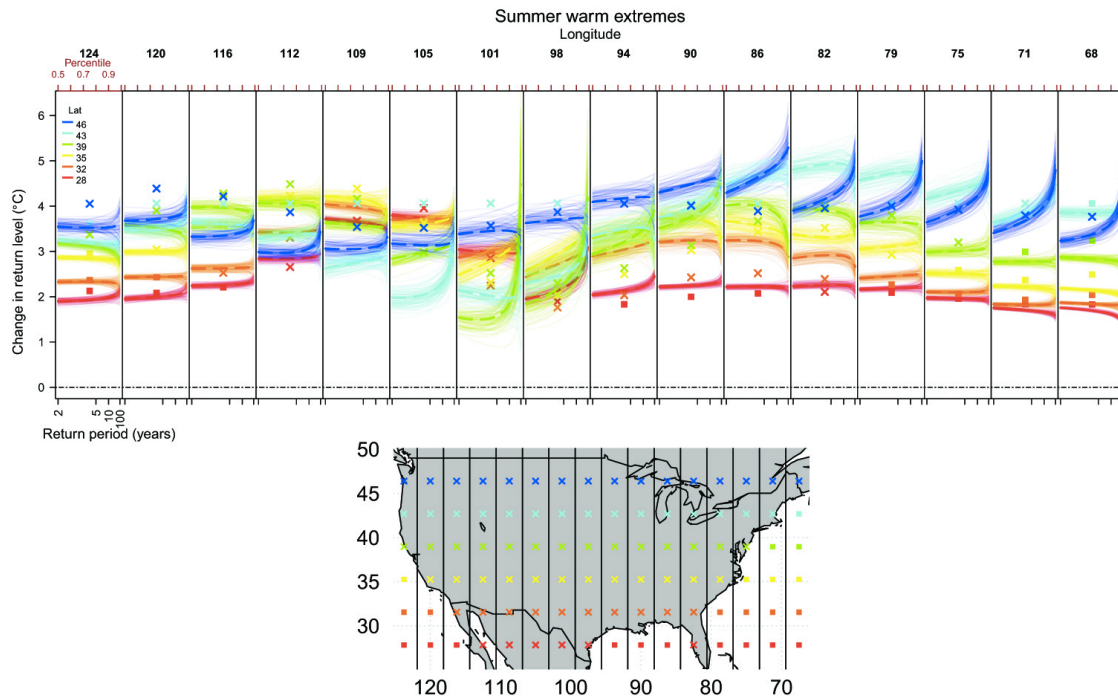 Summer warm extremes
Longitude
124 120 116 112 109 105 101 98 94 90 86 82 79 75 71 68
Percentile
0.5 0.7 0.9
Lat
46
43
39
35
32
28
Change in return level (°C)
6
5
4
3
2
1
0
2 5 10 100
Return period (years)
50
45
40
35
30
120 110 100 90 80 70